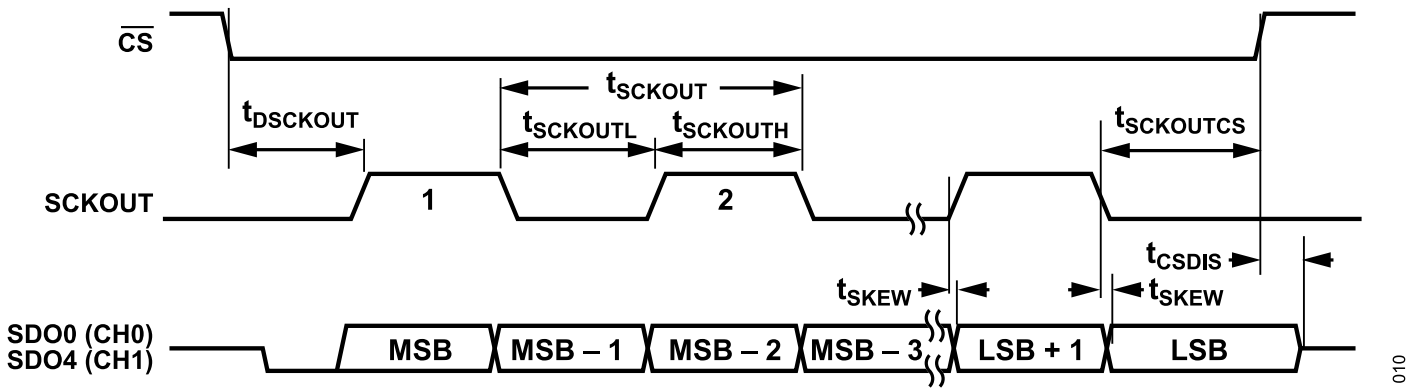 CS
tSCKOUT
tDSCKOUT
tSCKOUTL
tSCKOUTH
tSCKOUTCS
SCKOUT
1
2
tCSDIS
tSKEW
tSKEW
SDO0 (CH0)
SDO4 (CH1)
MSB
MSB – 1
MSB – 2
MSB – 3
LSB + 1
LSB
010